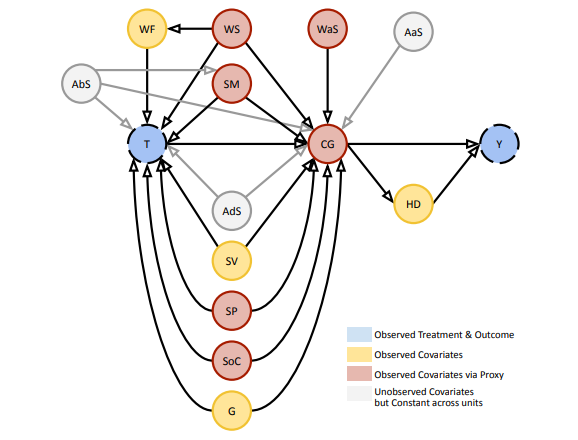 WF
WS
WaS
AaS
AbS
SM
T
CG
Y
AdS
HD
SV
SP
SoC
G
Observed Treatment & Outcome
Observed Covariates
Observed Covariates via Proxy
Unobserved Covariates
but Constant across units